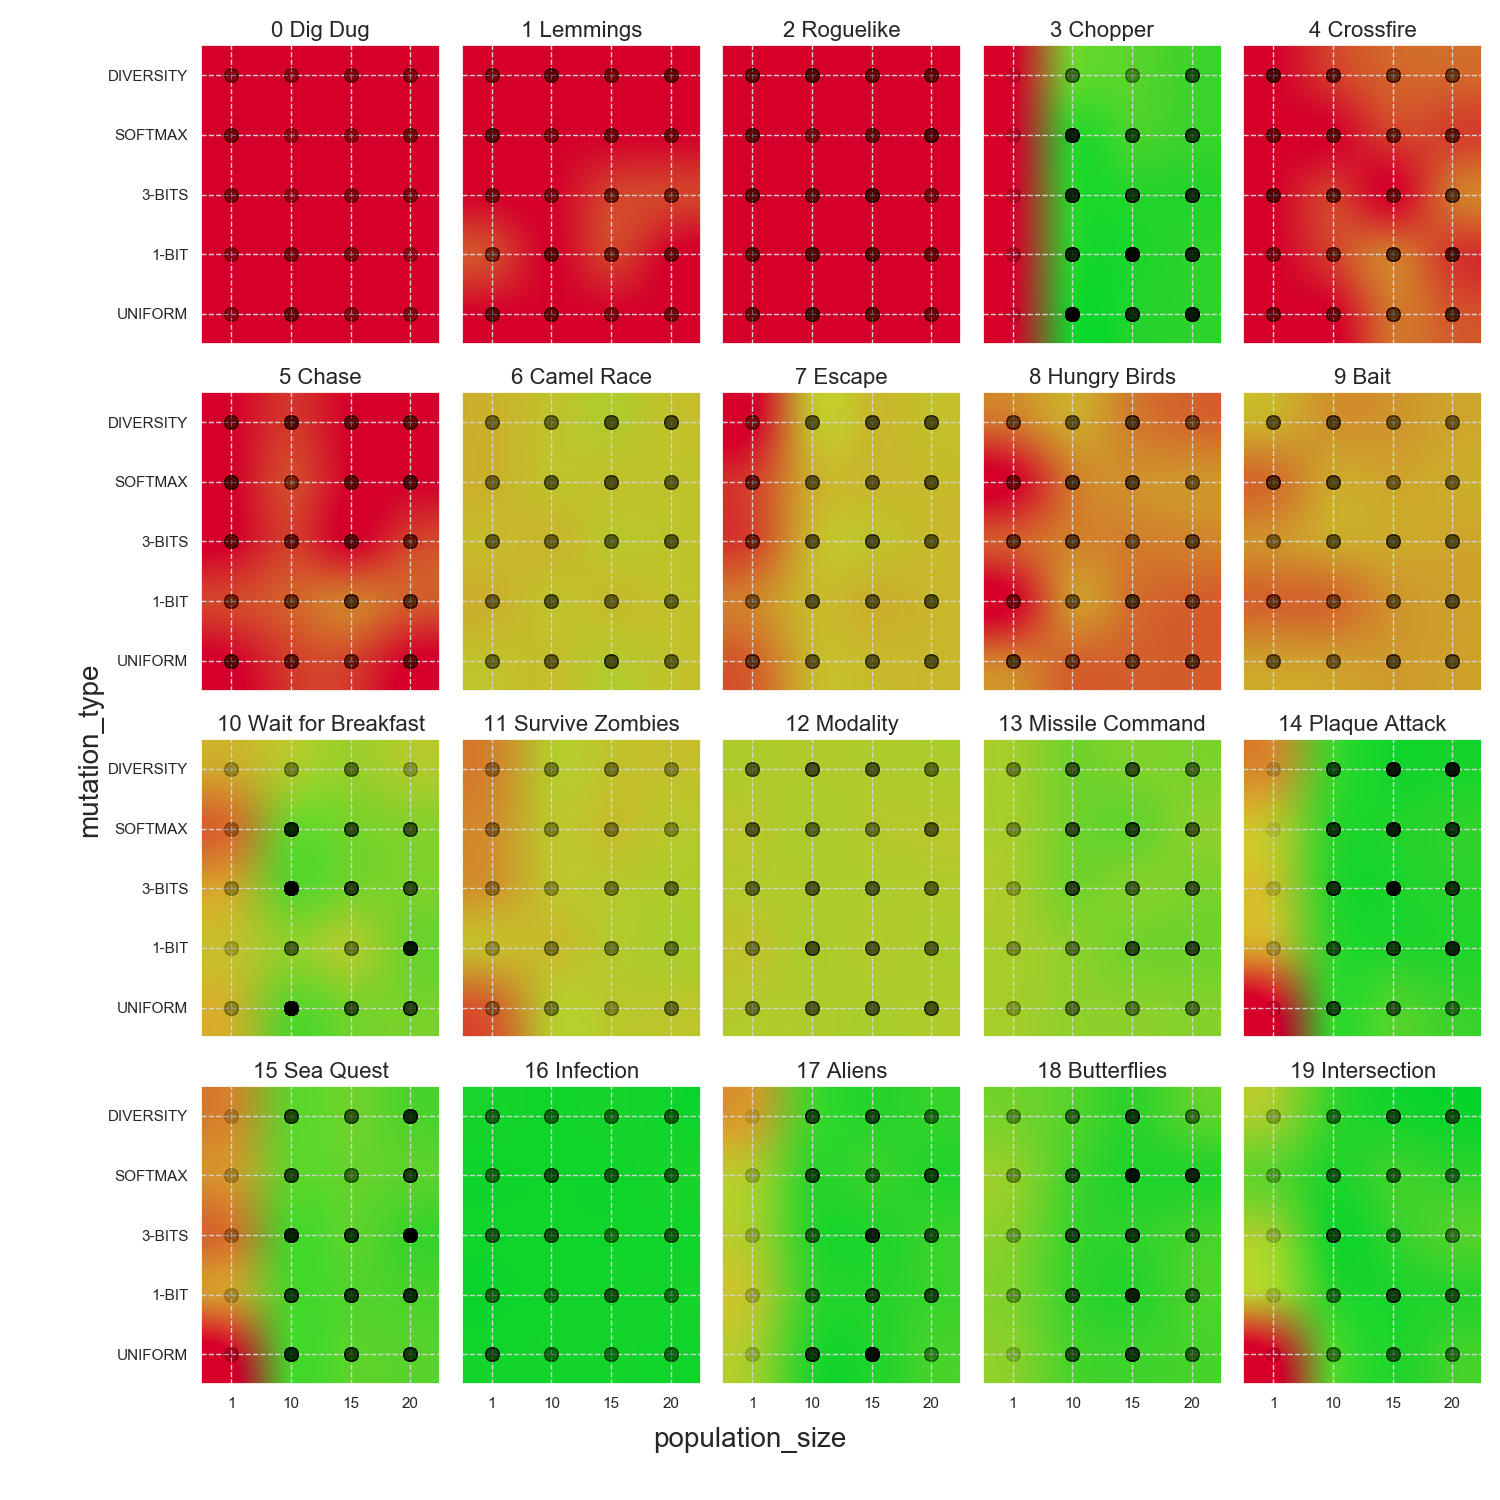 0 Dig Dug
1 Lemmings
2 Roguelike
3 Chopper
4 Crossfire
DIVERSITY
SOFTMAX
3-BITS
1-BIT
UNIFORM
5 Chase
6 Camel Race
7 Escape
8 Hungry Birds
9 Bait
DIVERSITY
SOFTMAX
3-BITS
1-BIT
UNIFORM
mutation_type
10 Wait for Breakfast
11 Survive Zombies
12 Modality
13 Missile Command
14 Plaque Attack
DIVERSITY
SOFTMAX
3-BITS
1-BIT
UNIFORM
15 Sea Quest
16 Infection
17 Aliens
18 Butterflies
19 Intersection
DIVERSITY
SOFTMAX
3-BITS
1-BIT
UNIFORM
1 10 15 20
1 10 15 20
1 10 15 20
1 10 15 20
1 10 15 20
population_size